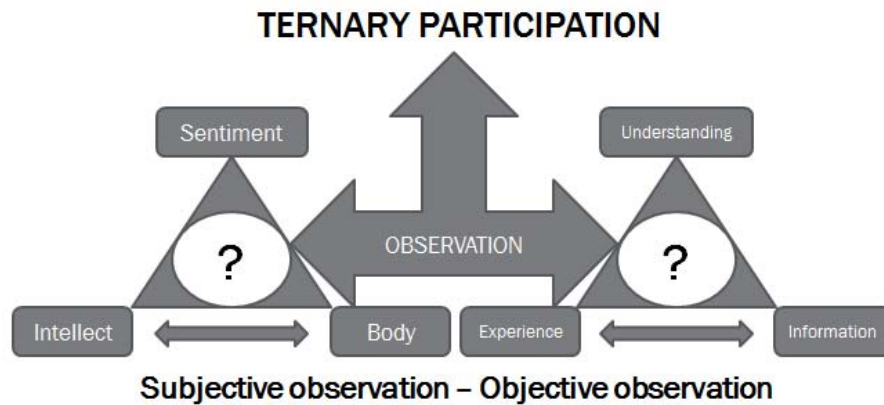 TERNARY PARTICIPATION
Sentiment
Understanding
?
OBSERVATION
?
Intellect
Body
Experience
Information
Subjective observation – Objective observation